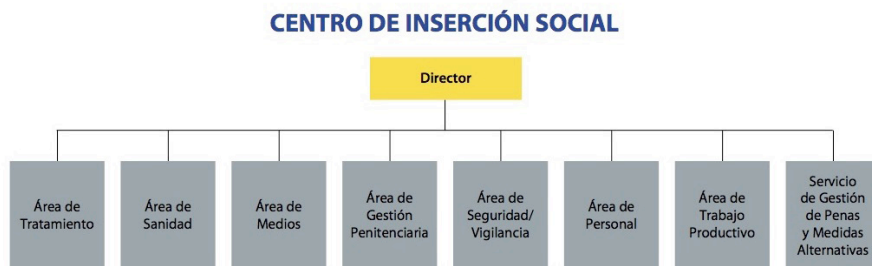 CENTRO DE INSERCIÓN SOCIAL
Director
Área de
Tratamiento
Área de
Sanidad
Área de
Medios
Área de
Gestión
Penitenciaria
Área de
Seguridad/
Vigilancia
Área de
Personal
Área de
Trabajo
Productivo
Servicio
de Gestión
de Penas
y Medidas
Alternativas